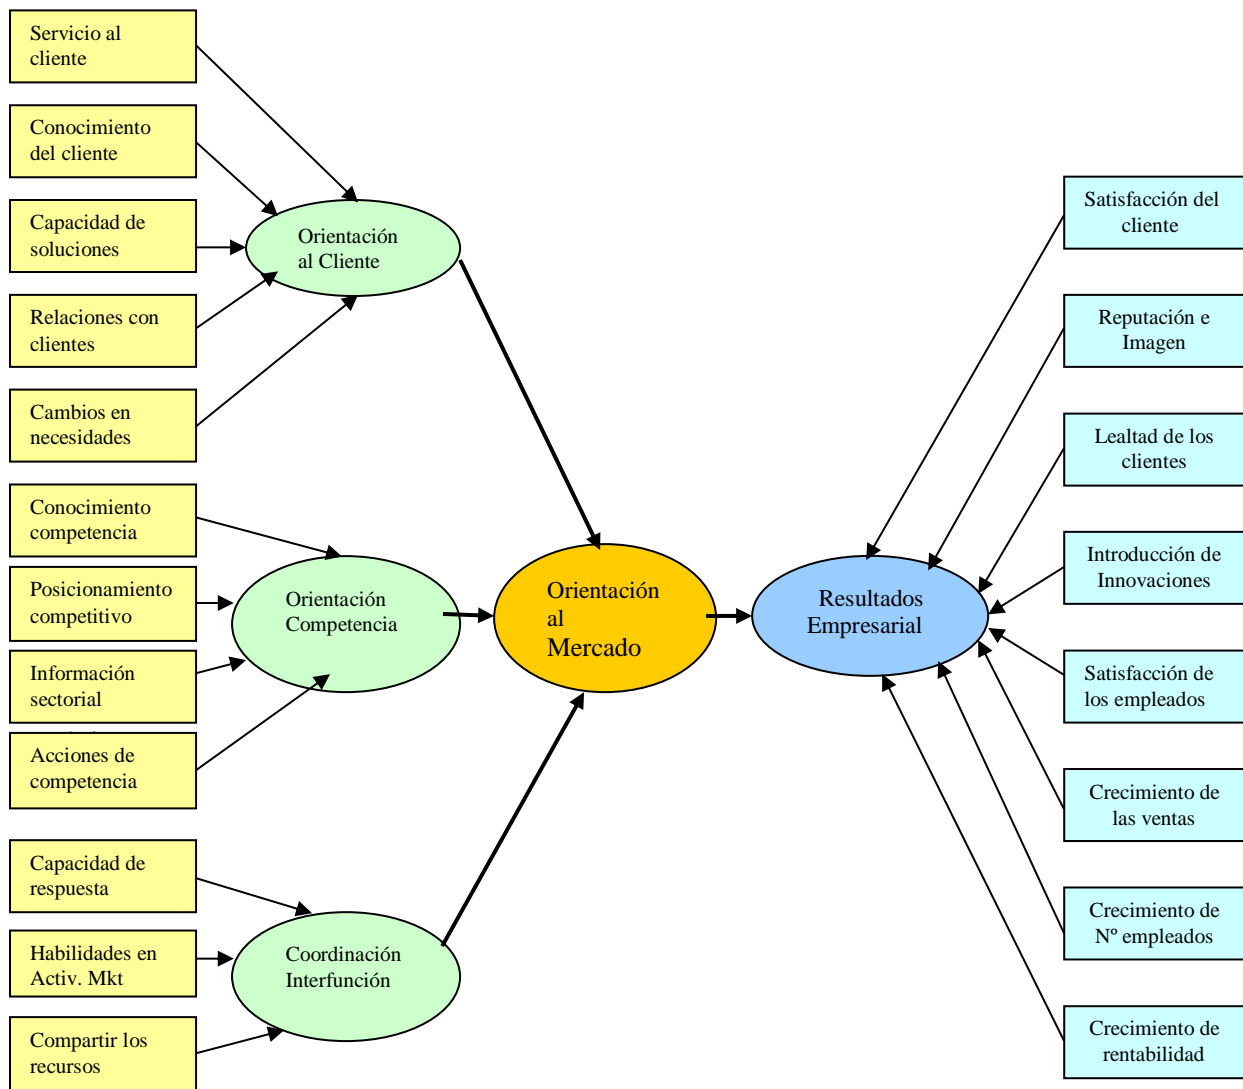 Servicio al
cliente
Conocimiento
del cliente
Capacidad de
soluciones
Relaciones con
clientes
Cambios en
necesidades
Conocimiento
competencia
Posicionamiento
competitivo
Información
sectorial
Acciones de
competencia
Capacidad de
respuesta
Habilidades en
Activ. Mkt
Compartir los
recursos
Orientación
al Cliente
Orientación
Competencia
Coordinación
Interfunción
Orientación
al
Mercado
Resultados
Empresarial
Satisfacción del
cliente
Reputación e
Imagen
Lealtad de los
clientes
Introducción de
Innovaciones
Satisfacción de
los empleados
Crecimiento de
las ventas
Crecimiento de
Nº empleados
Crecimiento de
rentabilidad